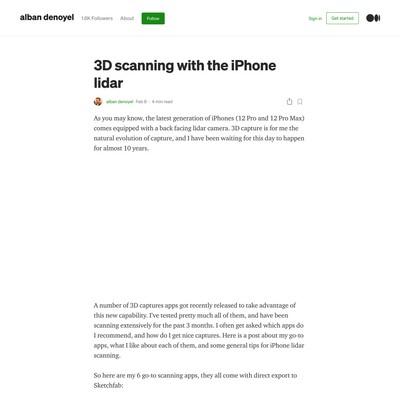 alban denoyel 1.6K Followers About Follow Sign in Get started
3D scanning with the iPhone
lidar
alban denoyel Feb 8 · 4 min read
As you may know, the latest generation of iPhones (12 Pro and 12 Pro Max)
comes equipped with a back facing lidar camera. 3D capture is for me the
natural evolution of capture, and I have been waiting for this day to happen
for almost 10 years.
A number of 3D captures apps got recently released to take advantage of
this new capability. I've tested pretty much all of them, and have been
scanning extensively for the past 3 months. I often get asked which apps do
I recommend, and how do I get nice captures. Here is a post about my go-to
apps, what I like about each of them, and some general tips for iPhone lidar
scanning.
So here are my 6 go-to scanning apps, they all come with direct export to
Sketchfab: